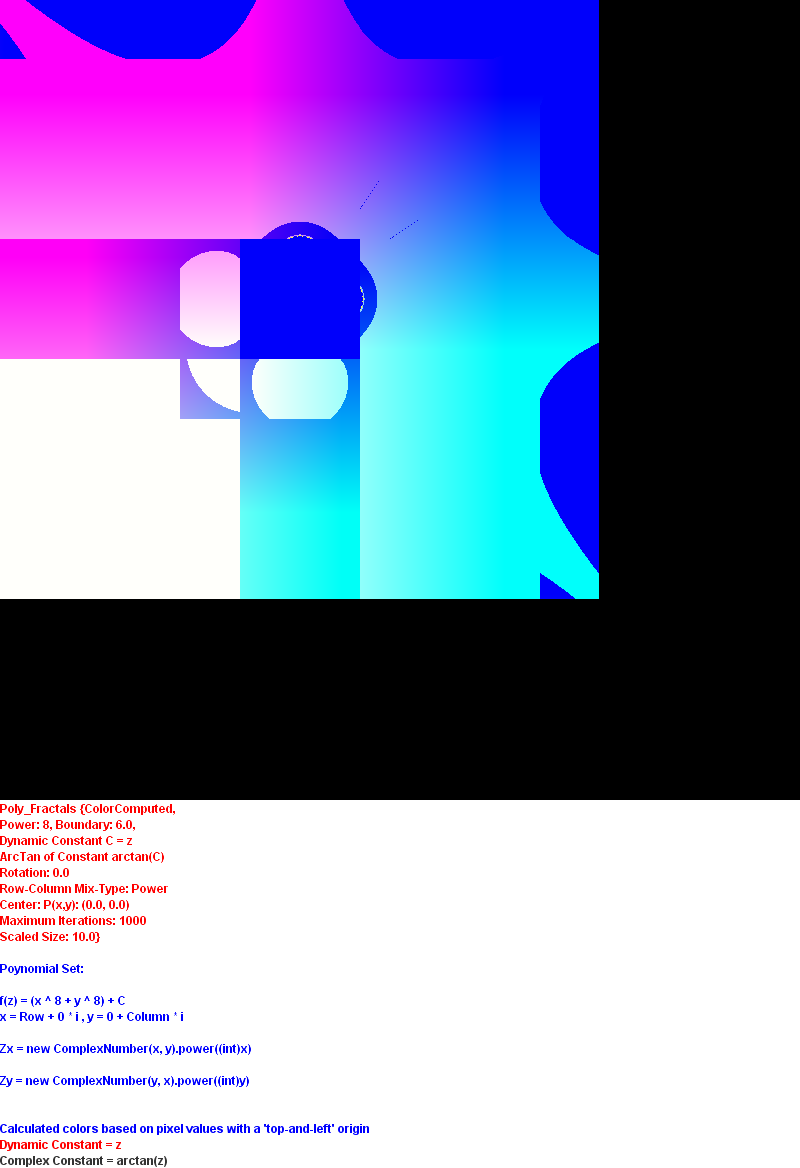 Poly_Fractals {ColorComputed,
Power: 8, Boundary: 6.0,
Dynamic Constant C = z
ArcTan of Constant arctan(C)
Rotation: 0.0
Row-Column Mix-Type: Power
Center: P(x,y): (0.0, 0.0)
Maximum Iterations: 1000
Scaled Size: 10.0}
Poynomial Set:
f(z) = (x ^ 8 + y ^ 8) + C
x = Row + 0 * i , y = 0 + Column * i
Zx = new ComplexNumber(x, y).power((int)x)
Zy = new ComplexNumber(y, x).power((int)y)
Calculated colors based on pixel values with a 'top-and-left' origin
Dynamic Constant = z
Complex Constant = arctan(z)